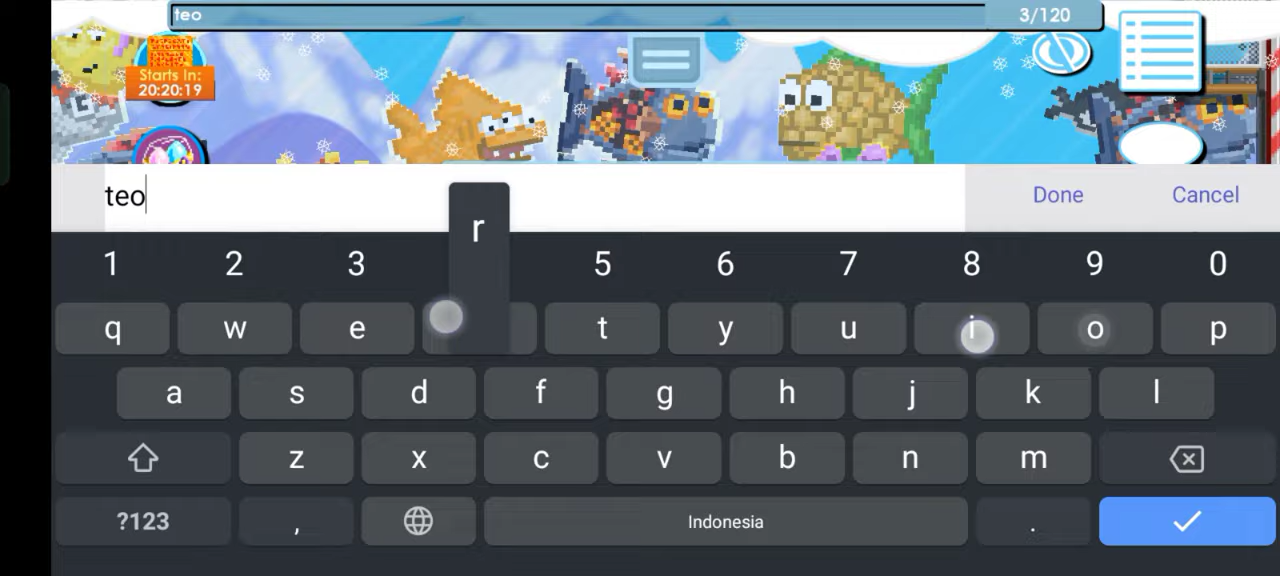 teo 3/120
Starts In:
20:20:19
teo Done Cancel
r
1 2 3 5 6 7 8 9 0
q w e t y u i o p
a s d f g h j k l
z x c v b n m
?123 , Indonesia .